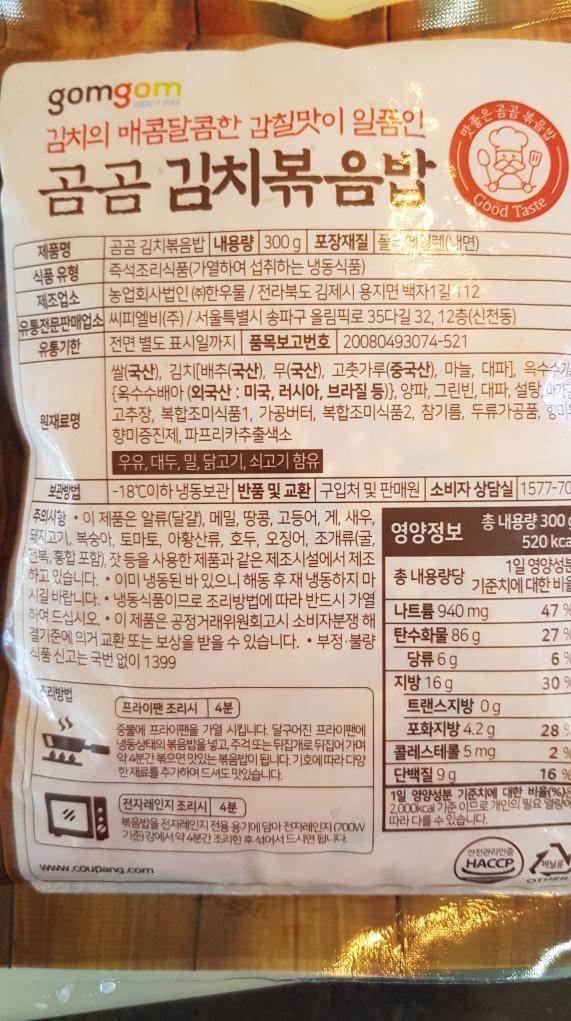 gomgom
김치의 매콤달콤한 감칠맛이 일품인
곰곰 김치볶음밥
맛좋은 곰곰 볶음밥
Good Taste
제품명 곰곰 김치볶음밥 내용량 300 g 포장재질
식품 유형 즉석조리식품(가열하여 섭취하는 냉동식품)
제조업소 농업회사법인 ㈜한우물 / 전라북도 김제시 용지면 백자1길 112
유통전문판매업소 씨피엘비(주) / 서울특별시 송파구 올림픽로 35다길 32, 12층(신천동)
유통기한 전면 별도 표시일까지 품목보고번호 20080493074-521
원재료명
쌀(국산), 김치[배추(국산), 무(국산), 고춧가루(중국산), 마늘, 대파],
{옥수수배아 (외국산 : 미국, 러시아, 브라질 등)}, 양파, 그린빈, 대파, 설탕,
고추장, 복합조미식품1, 가공버터, 복합조미식품2, 참기름, 두류가공품,
향미증진제, 파프리카추출색소
우유, 대두, 밀, 닭고기, 쇠고기 함유
보관방법 -18℃이하 냉동보관 반품 및 교환 구입처 및 판매원 소비자 상담실 1577-70
주의사항 • 이 제품은 알류(달걀), 메밀, 땅콩, 고등어, 게, 새우,
돼지고기, 복숭아, 토마토, 아황산류, 호두, 오징어, 조개류(굴,
전복, 홍합 포함), 잣 등을 사용한 제품과 같은 제조시설에서 제조
하고 있습니다. • 이미 냉동된 바 있으니 해동 후 재 냉동하지 마
시길 바랍니다. • 냉동식품이므로 조리방법에 따라 반드시 가열
하여 드십시오. • 이 제품은 공정거래위원회고시 소비자분쟁 해
결기준에 의거 교환 또는 보상을 받을 수 있습니다. • 부정·불량
식품 신고는 국번 없이 1399
영양정보 총 내용량 300 g
520 kca
총 내용량당 1일 영양성분
기준치에 대한 비율
나트륨 940 mg 47 %
탄수화물 86 g 27 %
당류 6 g 6 %
지방 16 g 30 %
트랜스지방 0 g
포화지방 4.2 g 28 %
콜레스테롤 5 mg 2 %
단백질 9 g 16 %
1일 영양성분 기준치에 대한 비율(%)은
2,000kcal 기준 이므로 개인의 필요 열량에
따라 다를 수 있습니다.
조리방법
프라이팬 조리시 4분
중불에 프라이팬을 가열 시킵니다. 달구어진 프라이팬에
냉동상태의 볶음밥을 넣고, 주걱 또는 뒤집개로 뒤집어 가며
약 4분간 볶으면 맛있는 볶음밥이 됩니다. 기호에 따라 다양
한 재료를 추가하여 드셔도 맛있습니다.
전자레인지 조리시 4분
볶음밥을 전자레인지 전용 용기에 담아 전자레인지 (700W
기준) 강에서 약 4분간 조리한 후 섞어서 드시면 됩니다.
www.coupang.com
안전관리인증
HACCP
비닐류
OTHER